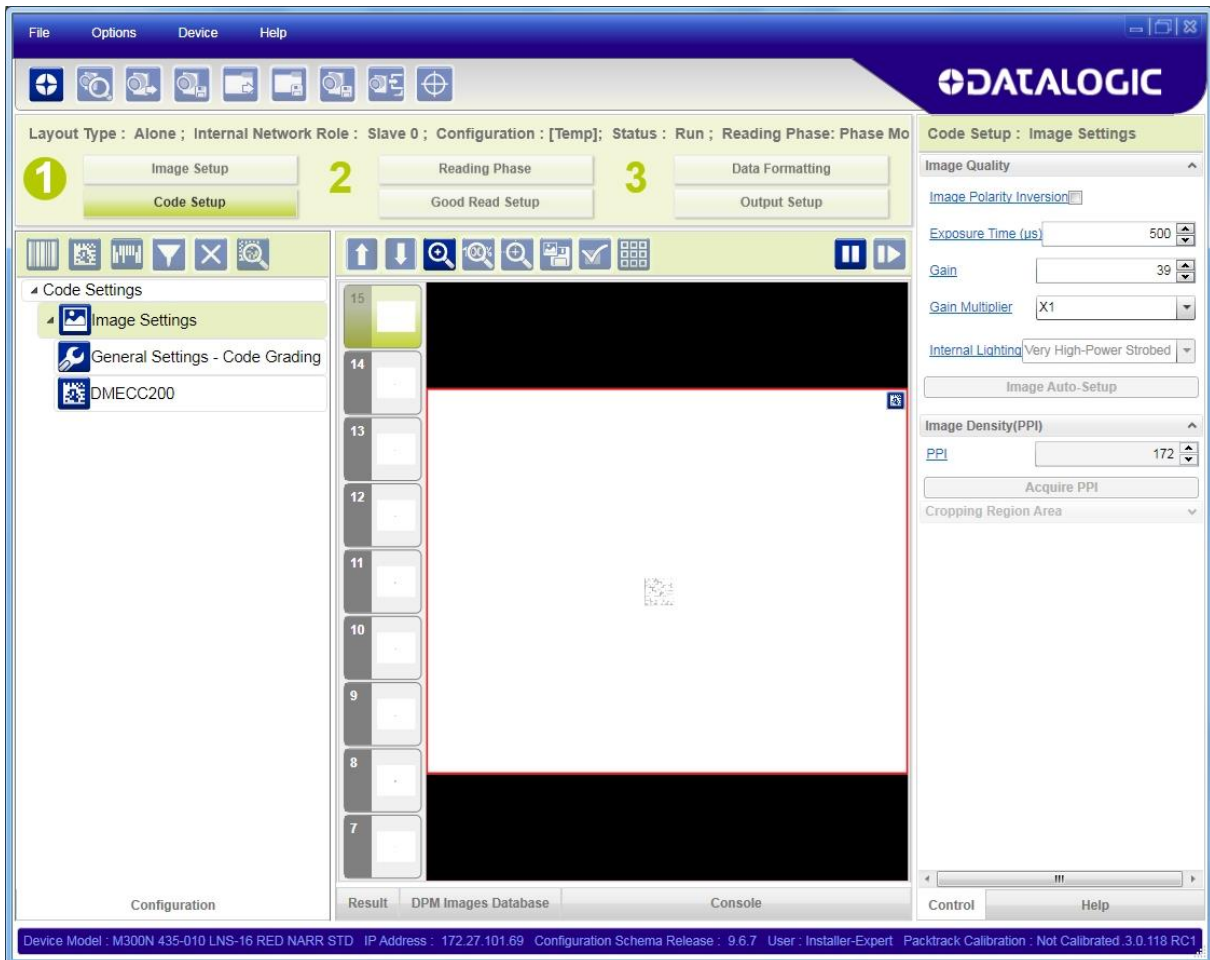 File Options Device Help
DATALOGIC
Layout Type : Alone ; Internal Network Role : Slave 0 ; Configuration : [Temp]; Status : Run ; Reading Phase: Phase Mo
1 Image Setup
Code Setup
2 Reading Phase
Good Read Setup
3 Data Formatting
Output Setup
Code Settings
Image Settings
General Settings - Code Grading
DMECC200
Configuration
100%
15
14
13
12
11
10
9
8
7
Result DPM Images Database Console
Code Setup : Image Settings
Image Quality
Image Polarity Inversion
Exposure Time (µs) 500
Gain 39
Gain Multiplier X1
Internal Lighting Very High-Power Strobed
Image Auto-Setup
Image Density(PPI)
PPI 172
Acquire PPI
Cropping Region Area
Control Help
Device Model : M300N 435-010 LNS-16 RED NARR STD IP Address : 172.27.101.69 Configuration Schema Release : 9.6.7 User : Installer-Expert Packtrack Calibration : Not Calibrated .3.0.118 RC1